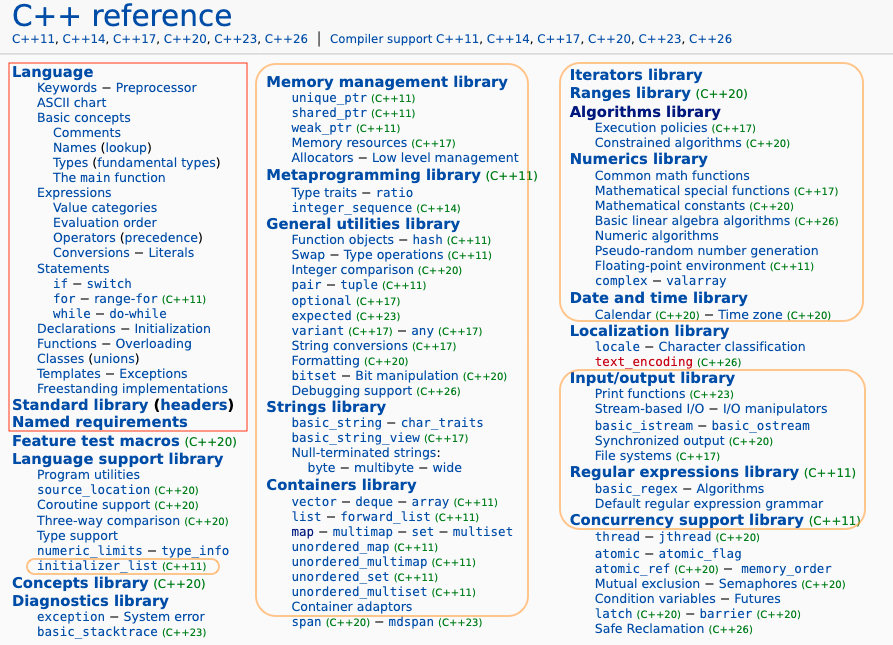 C++ reference
C++11, C++14, C++17, C++20, C++23, C++26 │ Compiler support C++11, C++14, C++17, C++20, C++23, C++26
Language
Keywords − Preprocessor
ASCII chart
Basic concepts
Comments
Names (lookup)
Types (fundamental types)
The main function
Expressions
Value categories
Evaluation order
Operators (precedence)
Conversions − Literals
Statements
if − switch
for − range-for (C++11)
while − do-while
Declarations − Initialization
Functions − Overloading
Classes (unions)
Templates − Exceptions
Freestanding implementations
Standard library (headers)
Named requirements
Feature test macros (C++20)
Language support library
Program utilities
source_location (C++20)
Coroutine support (C++20)
Three-way comparison (C++20)
Type support
numeric_limits − type_info
initializer_list (C++11)
Concepts library (C++20)
Diagnostics library
exception − System error
basic_stacktrace (C++23)
Memory management library
unique_ptr (C++11)
shared_ptr (C++11)
weak_ptr (C++11)
Memory resources (C++17)
Allocators − Low level management
Metaprogramming library (C++11)
Type traits − ratio
integer_sequence (C++14)
General utilities library
Function objects − hash (C++11)
Swap − Type operations (C++11)
Integer comparison (C++20)
pair − tuple (C++11)
optional (C++17)
expected (C++23)
variant (C++17) − any (C++17)
String conversions (C++17)
Formatting (C++20)
bitset − Bit manipulation (C++20)
Debugging support (C++26)
Strings library
basic_string − char_traits
basic_string_view (C++17)
Null-terminated strings:
byte − multibyte − wide
Containers library
vector − deque − array (C++11)
list − forward_list (C++11)
map − multimap − set − multiset
unordered_map (C++11)
unordered_multimap (C++11)
unordered_set (C++11)
unordered_multiset (C++11)
Container adaptors
span (C++20) − mdspan (C++23)
Iterators library
Ranges library (C++20)
Algorithms library
Execution policies (C++17)
Constrained algorithms (C++20)
Numerics library
Common math functions
Mathematical special functions (C++17)
Mathematical constants (C++20)
Basic linear algebra algorithms (C++26)
Numeric algorithms
Pseudo-random number generation
Floating-point environment (C++11)
complex − valarray
Date and time library
Calendar (C++20) − Time zone (C++20)
Localization library
locale − Character classification
text_encoding (C++26)
Input/output library
Print functions (C++23)
Stream-based I/O − I/O manipulators
basic_istream − basic_ostream
Synchronized output (C++20)
File systems (C++17)
Regular expressions library (C++11)
basic_regex − Algorithms
Default regular expression grammar
Concurrency support library (C++11)
thread − jthread (C++20)
atomic − atomic_flag
atomic_ref (C++20) − memory_order
Mutual exclusion − Semaphores (C++20)
Condition variables − Futures
latch (C++20) − barrier (C++20)
Safe Reclamation (C++26)